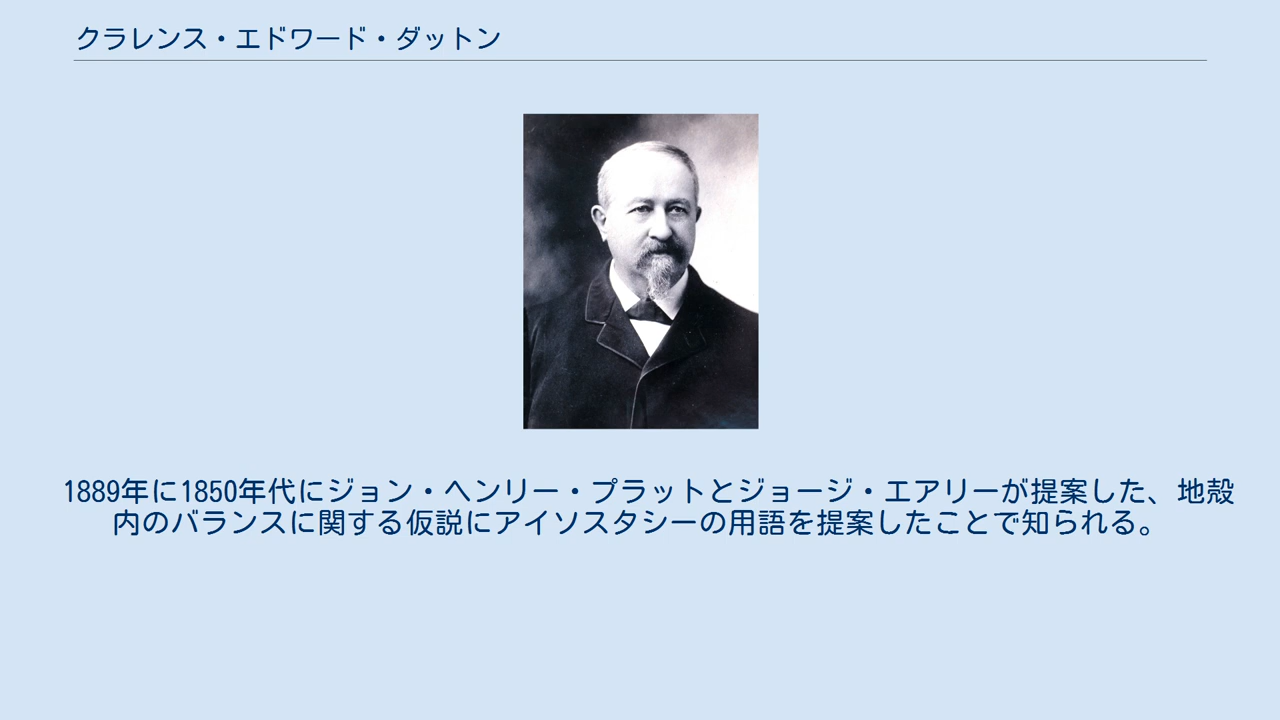 クラレンス・エドワード・ダットン
1889年に1850年代にジョン・ヘンリー・プラットとジョージ・エアリーが提案した、地殻
内のバランスに関する仮説にアイソスタシーの用語を提案したことで知られる。